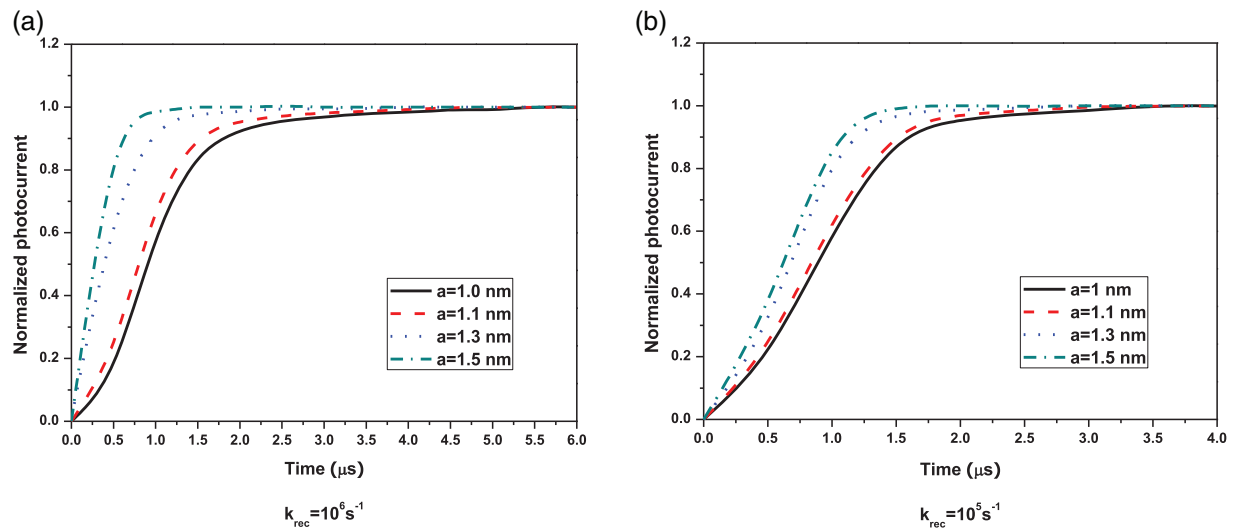 (a)
Normalized photocurrent
1.2
1.0
0.8
0.6
0.4
0.2
0.0
a=1.0 nm
a=1.1 nm
a=1.3 nm
a=1.5 nm
0.0 0.5 1.0 1.5 2.0 2.5 3.0 3.5 4.0 4.5 5.0 5.5 6.0
Time (μs)
k_rec=10⁶s⁻¹
(b)
Normalized photocurrent
1.2
1.0
0.8
0.6
0.4
0.2
0.0
a=1 nm
a=1.1 nm
a=1.3 nm
a=1.5 nm
0.0 0.5 1.0 1.5 2.0 2.5 3.0 3.5 4.0
Time (μs)
k_rec=10⁵s⁻¹